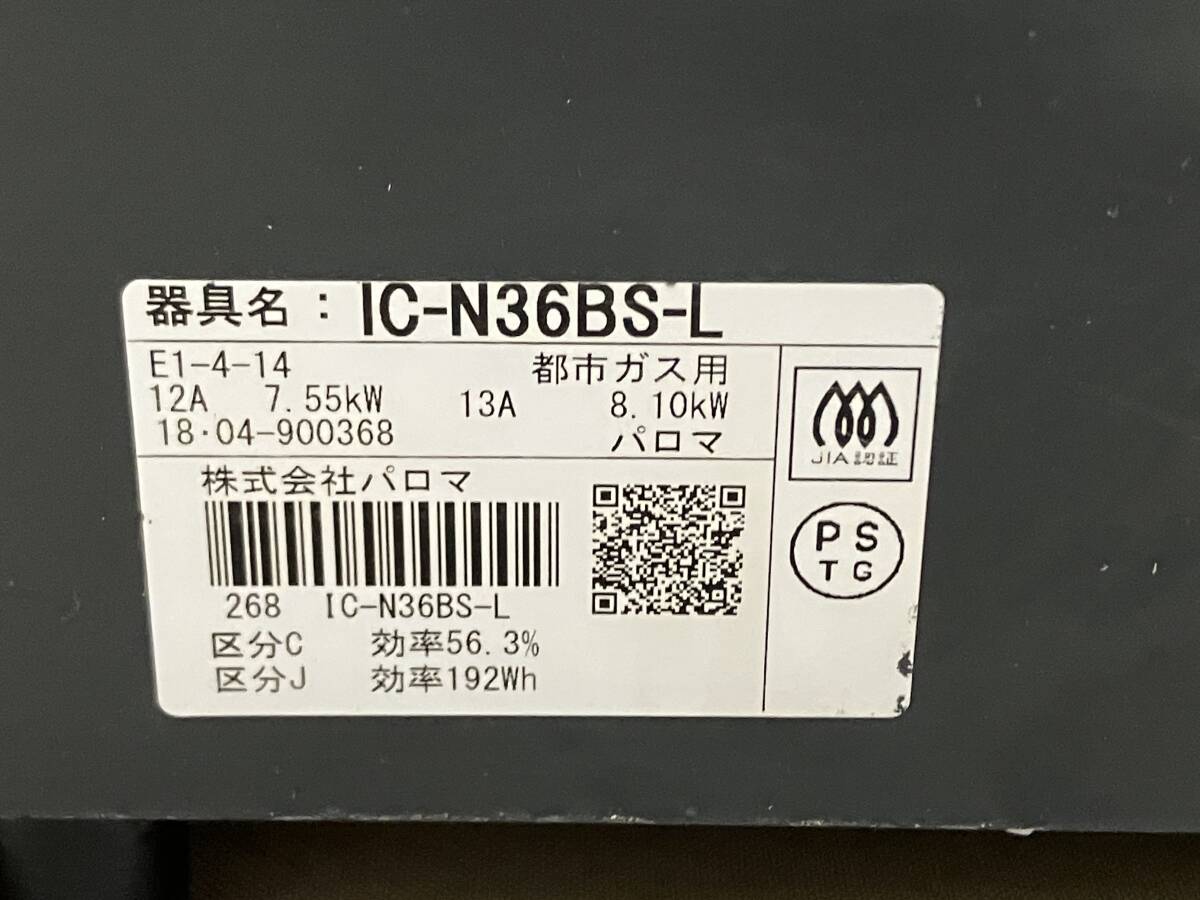 器具名：IC-N36BS-L
E1-4-14 都市ガス用
12A 7.55kW 13A 8.10kW
18・04-900368 パロマ
JIA認証
株式会社パロマ
PS
TG
268 IC-N36BS-L
区分C 効率56.3%
区分J 効率192Wh